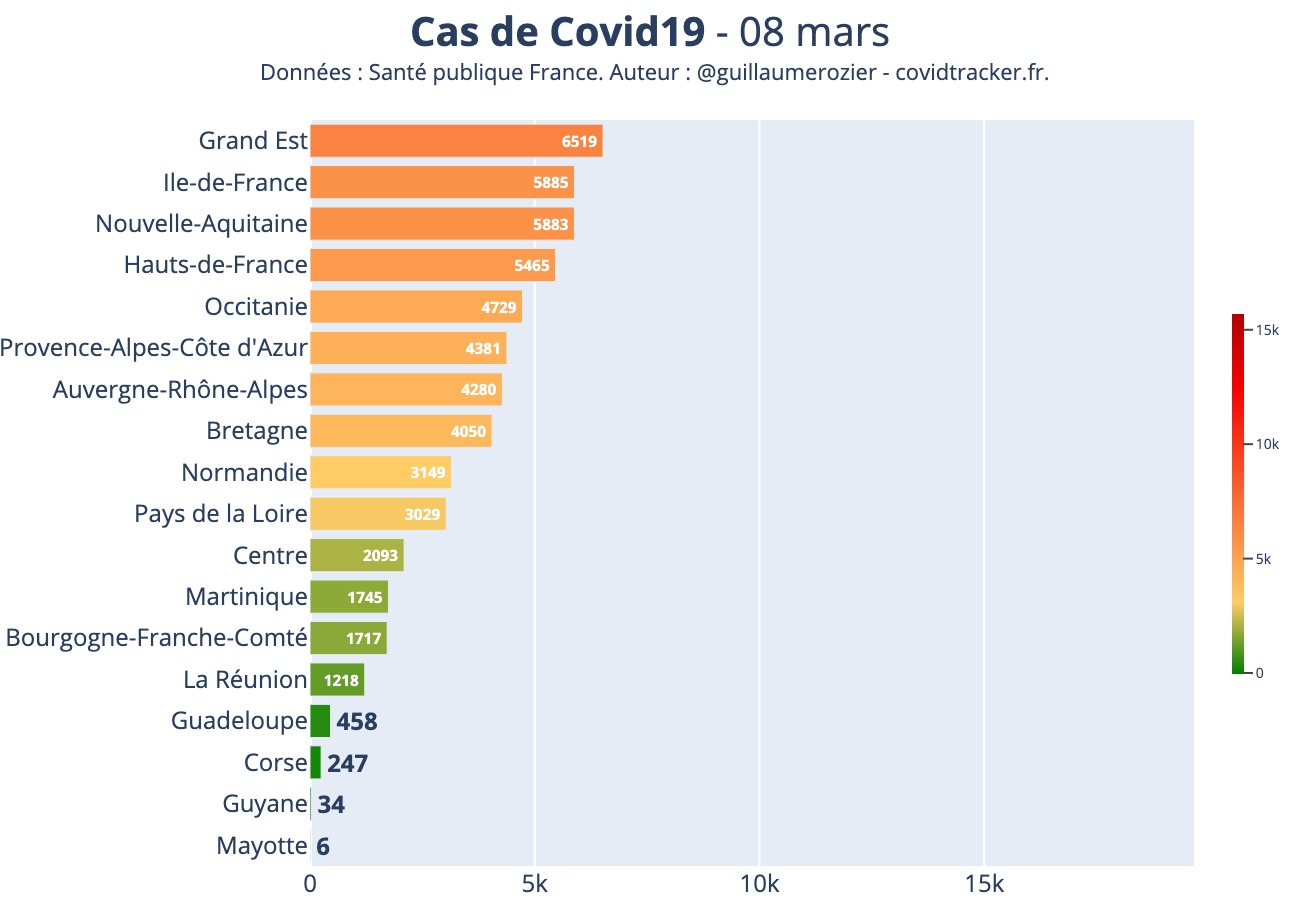 Cas de Covid19 - 08 mars
Données : Santé publique France. Auteur : @guillaumerozier - covidtracker.fr.
Grand Est 6519
Ile-de-France 5885
Nouvelle-Aquitaine 5883
Hauts-de-France 5465
Occitanie 4729
Provence-Alpes-Côte d'Azur 4381
Auvergne-Rhône-Alpes 4280
Bretagne 4050
Normandie 3149
Pays de la Loire 3029
Centre 2093
Martinique 1745
Bourgogne-Franche-Comté 1717
La Réunion 1218
Guadeloupe 458
Corse 247
Guyane 34
Mayotte 6
0 5k 10k 15k
15k
10k
5k
0